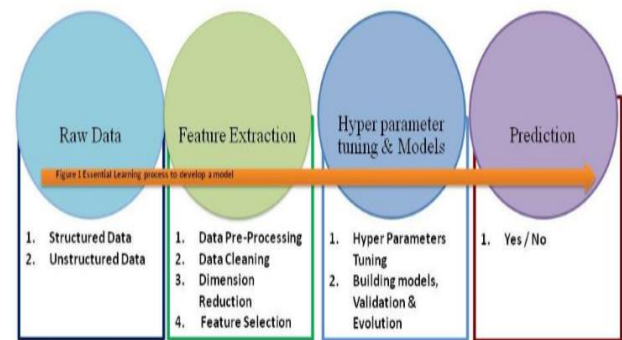 Raw Data
Feature Extraction
Hyper parameter
tuning & Models
Prediction
Figure 1 Essential Learning process to develop a model
1. Structured Data
2. Unstructured Data
1. Data Pre-Processing
2. Data Cleaning
3. Dimension
Reduction
4. Feature Selection
1. Hyper Parameters
Tuning
2. Building models,
Validation &
Evolution
1. Yes / No